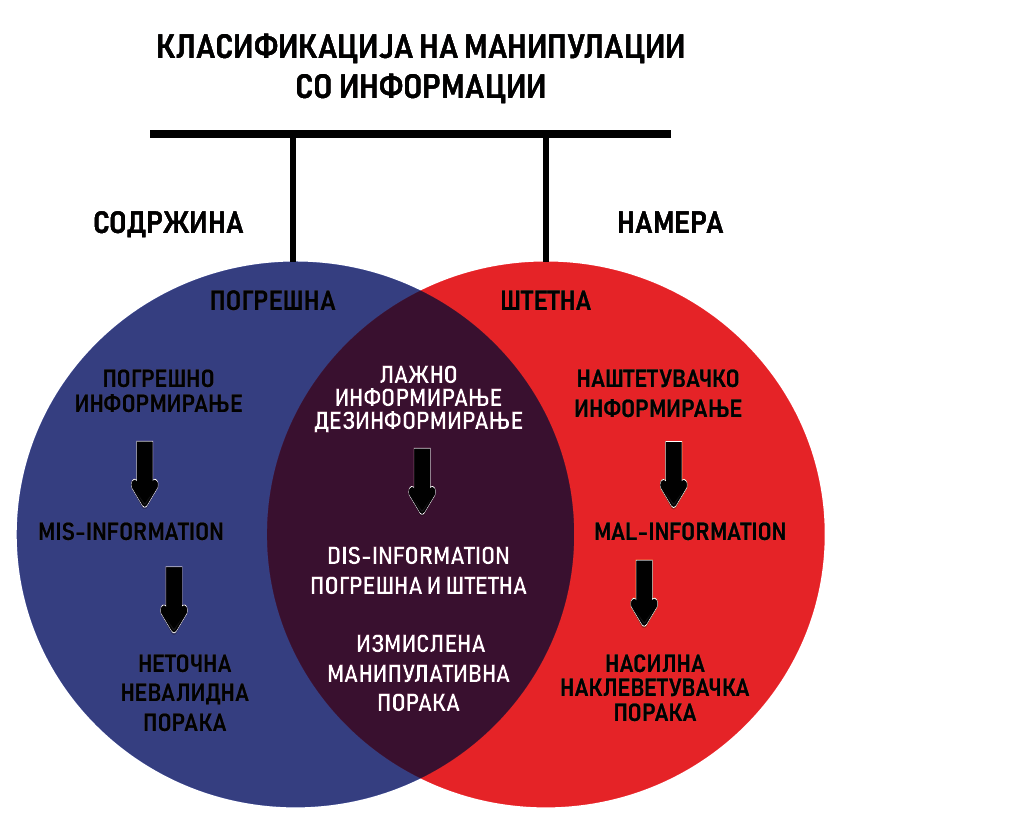 КЛАСИФИКАЦИЈА НА МАНИПУЛАЦИИ
СО ИНФОРМАЦИИ
СОДРЖИНА
НАМЕРА
ПОГРЕШНА
ШТЕТНА
ПОГРЕШНО
ИНФОРМИРАЊЕ
MIS-INFORMATION
НЕТОЧНА
НЕВАЛИДНА
ПОРАКА
ЛАЖНО
ИНФОРМИРАЊЕ
ДЕЗИНФОРМИРАЊЕ
DIS-INFORMATION
ПОГРЕШНА И ШТЕТНА
ИЗМИСЛЕНА
МАНИПУЛАТИВНА
ПОРАКА
НАШТЕТУВАЧКО
ИНФОРМИРАЊЕ
MAL-INFORMATION
НАСИЛНА
НАКЛЕВЕТУВАЧКА
ПОРАКА